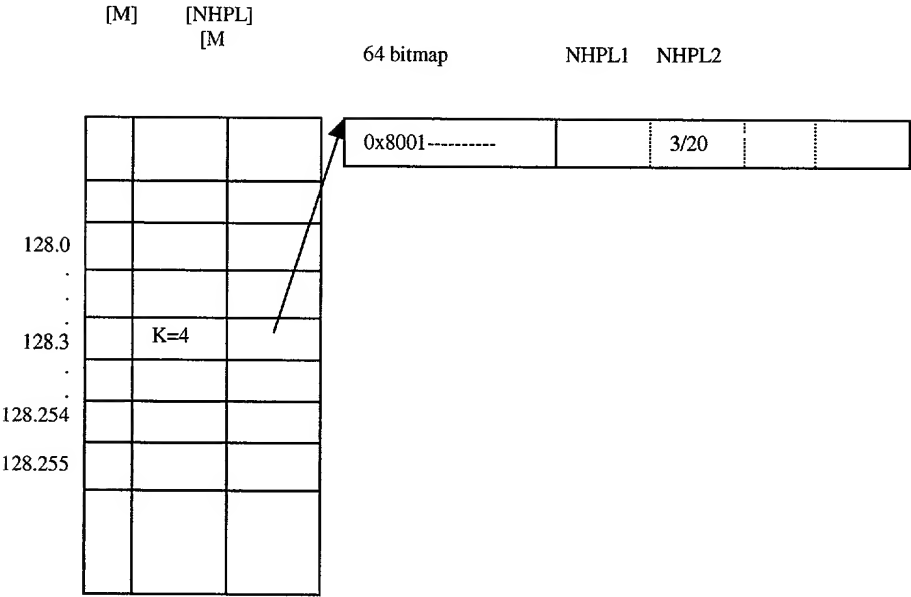 [M] [NHPL]
[M
64 bitmap NHPL1 NHPL2
0x8001---------- 3/20
128.0
.
.
.
128.3 K=4
.
.
128.254
128.255